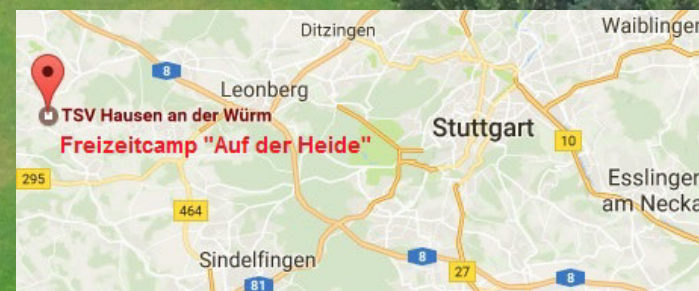 Ditzingen
Waiblinger
8
Leonberg
TSV Hausen an der Würm
Freizeitcamp "Auf der Heide"
Stuttgart
10
295
Esslinger
am Necka
464
Sindelfingen
8
81
27
8